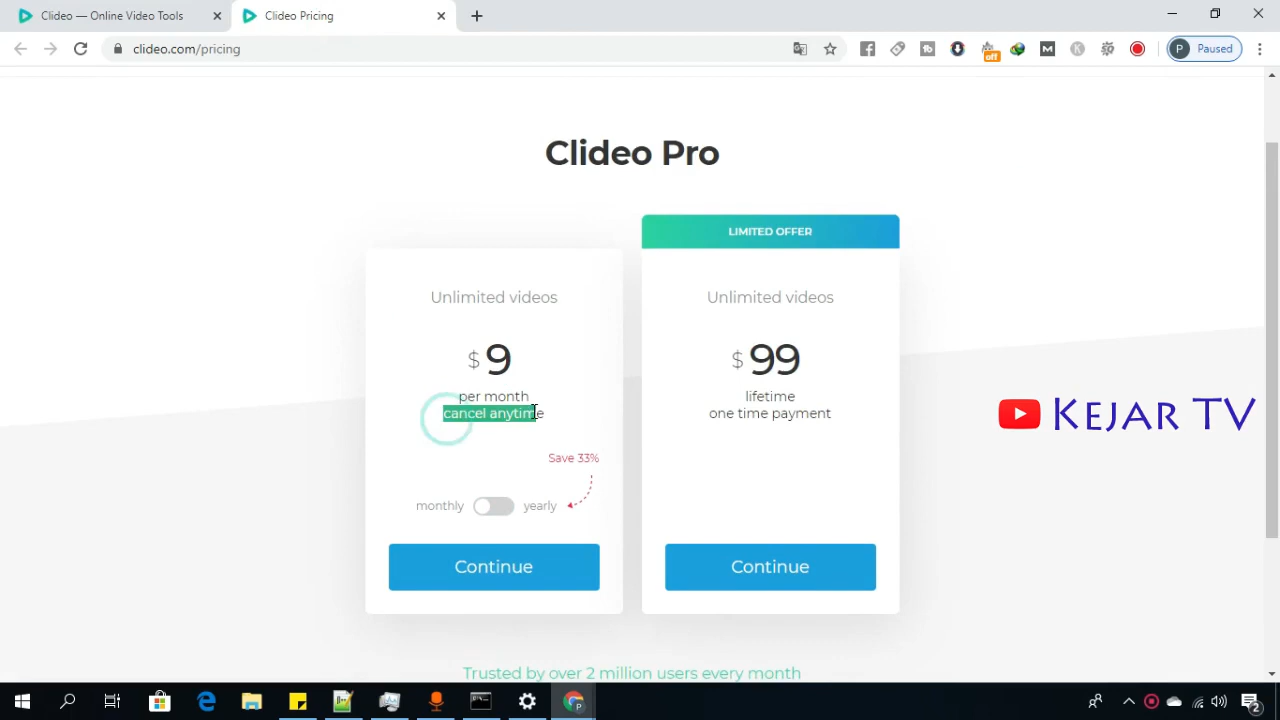 Clideo — Online Video Tools
Clideo Pricing
clideo.com/pricing
off
P
Paused
Clideo Pro
LIMITED OFFER
Unlimited videos
$ 9
per month
cancel anytime
Save 33%
monthly
yearly
Continue
Unlimited videos
$ 99
lifetime
one time payment
Continue
KEJAR TV
Trusted by over 2 million users every month